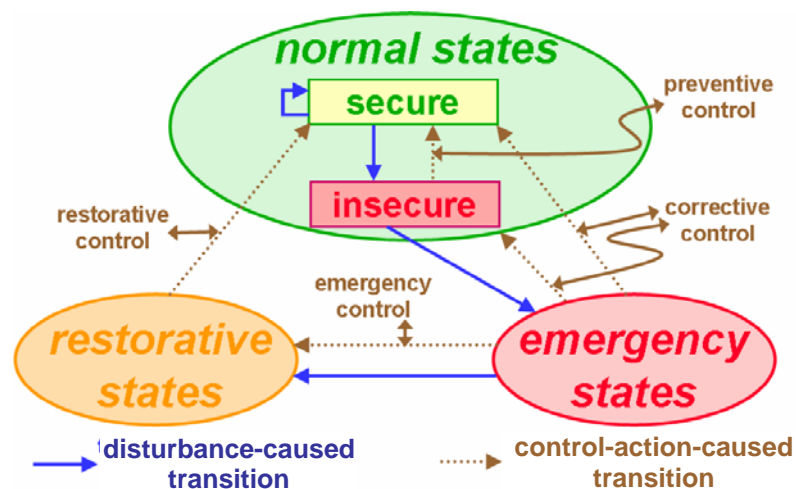 normal states
secure
preventive
control
insecure
restorative
control
corrective
control
emergency
control
restorative
states
emergency
states
disturbance-caused
transition
control-action-caused
transition